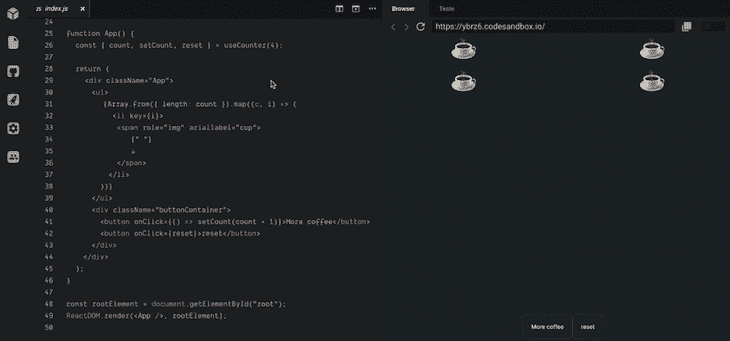 JS index.js ×
Browser Tests
https://ybrz6.codesandbox.io/
24
25 function App() {
26 const { count, setCount, reset } = useCounter(4);
27
28 return (
29 <div className="App">
30 <ul>
31 {Array.from({ length: count }).map((c, i) => (
32 <li key={i}>
33 <span role="img" ariallabel="cup">
34 {" "}
35 ☕
36 </span>
37 </li>
38 ))}
39 </ul>
40 <div className="buttonContainer">
41 <button onClick={() => setCount(count + 1)}>More coffee</button>
42 <button onClick={reset}>reset</button>
43 </div>
44 </div>
45 );
46 }
47
48 const rootElement = document.getElementById("root");
49 ReactDOM.render(<App />, rootElement);
50
More coffee reset